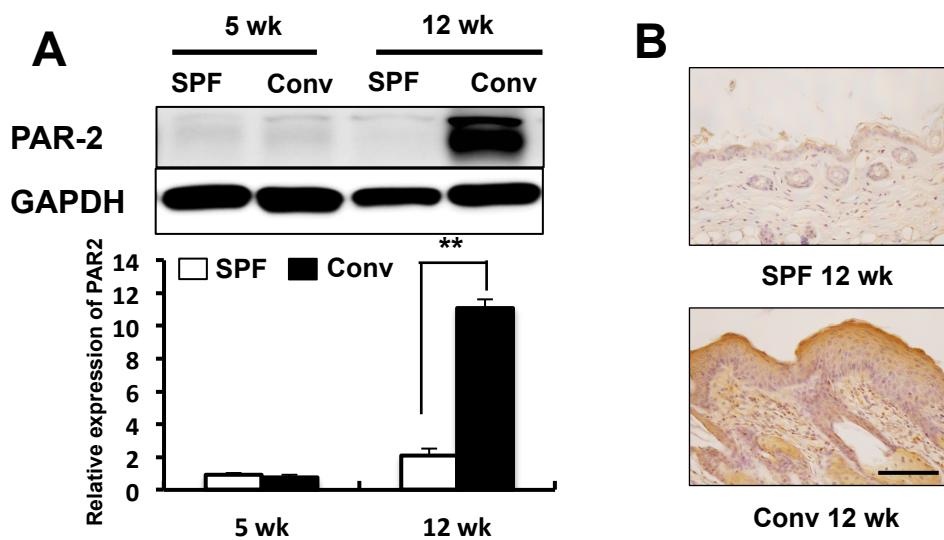 A
5 wk
12 wk
SPF
Conv
SPF
Conv
PAR-2
GAPDH
**
Relative expression of PAR2
14
12
10
8
6
4
2
0
SPF
Conv
5 wk
12 wk
B
SPF 12 wk
Conv 12 wk